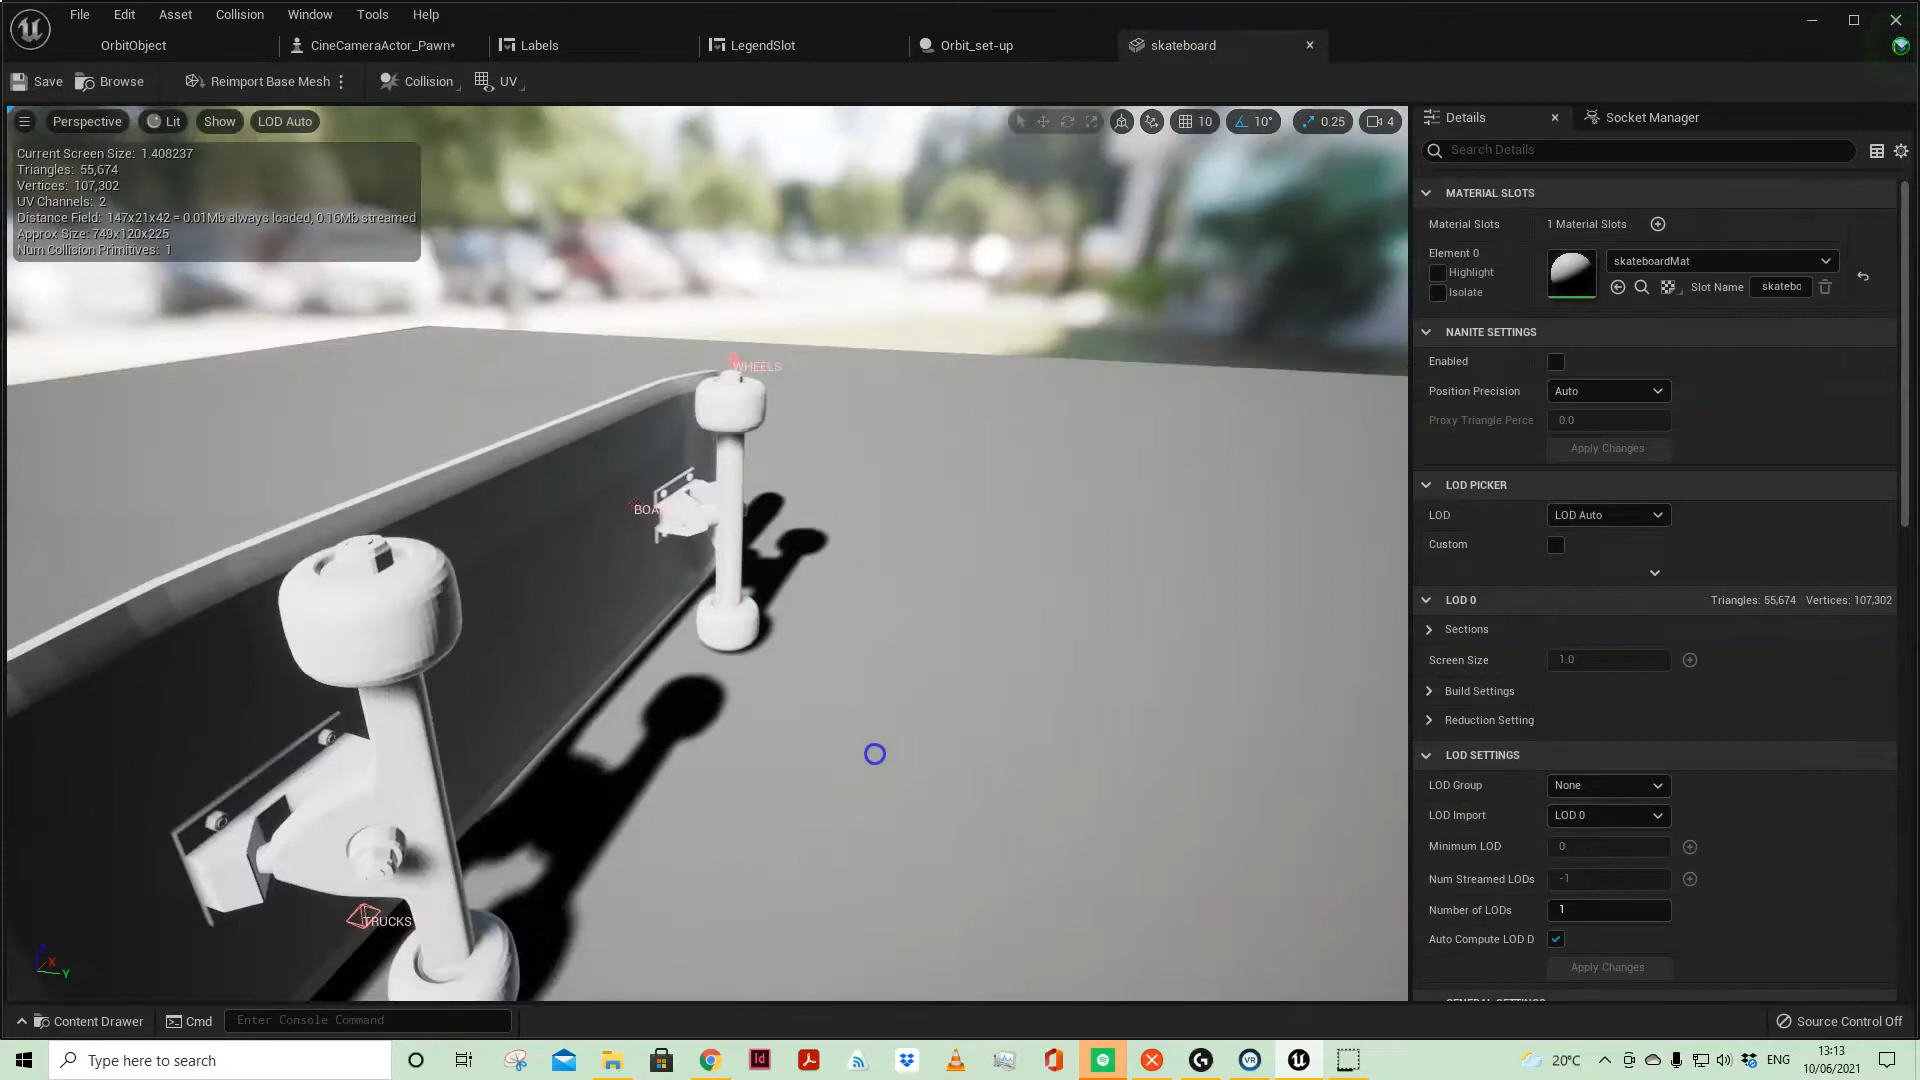 File Edit Asset Collision Window Tools Help
OrbitObject CineCameraActor_Pawn* Labels LegendSlot Orbit_set-up skateboard
Save Browse Reimport Base Mesh Collision UV
Perspective Lit Show LOD Auto 10 10° 0.25 4
Current Screen Size: 1.408237
Triangles: 55,674
Vertices: 107,302
UV Channels: 2
Distance Field: 147x21x42 = 0.01Mb always loaded, 0.16Mb streamed
Approx Size: 749x120x225
Num Collision Primitives: 1
WHEELS
BOA
TRUCKS
X
Y
Details Socket Manager
Search Details
MATERIAL SLOTS
Material Slots 1 Material Slots
Element 0
Highlight
Isolate
skateboardMat
Slot Name skatebo
NANITE SETTINGS
Enabled
Position Precision Auto
Proxy Triangle Perce 0.0
Apply Changes
LOD PICKER
LOD LOD Auto
Custom
LOD 0 Triangles: 55,674 Vertices: 107,302
Sections
Screen Size 1.0
Build Settings
Reduction Setting
LOD SETTINGS
LOD Group None
LOD Import LOD 0
Minimum LOD 0
Num Streamed LODs -1
Number of LODs 1
Auto Compute LOD D
Apply Changes
GENERAL SETTINGS
Content Drawer Cmd Enter Console Command Source Control Off
Type here to search
Id
VR
20°C
ENG
13:13
10/06/2021